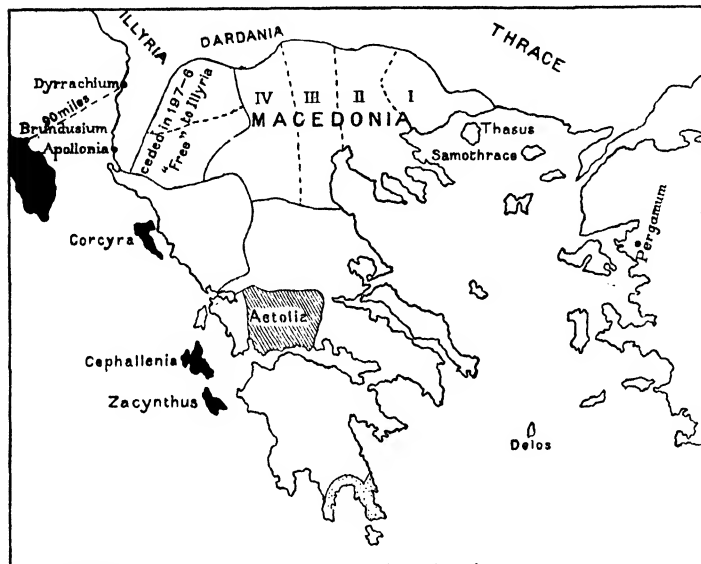 ILLYRIA
DARDANIA
THRACE
Dyrrachium
90 miles
Brundusium
Apollonia
ceded in 197-6
"Free" to Illyria
IV
III
II
I
MACEDONIA
Thasus
Samothrace
Pergamum
Corcyra
Aetolia
Cephallenia
Zacynthus
Delos